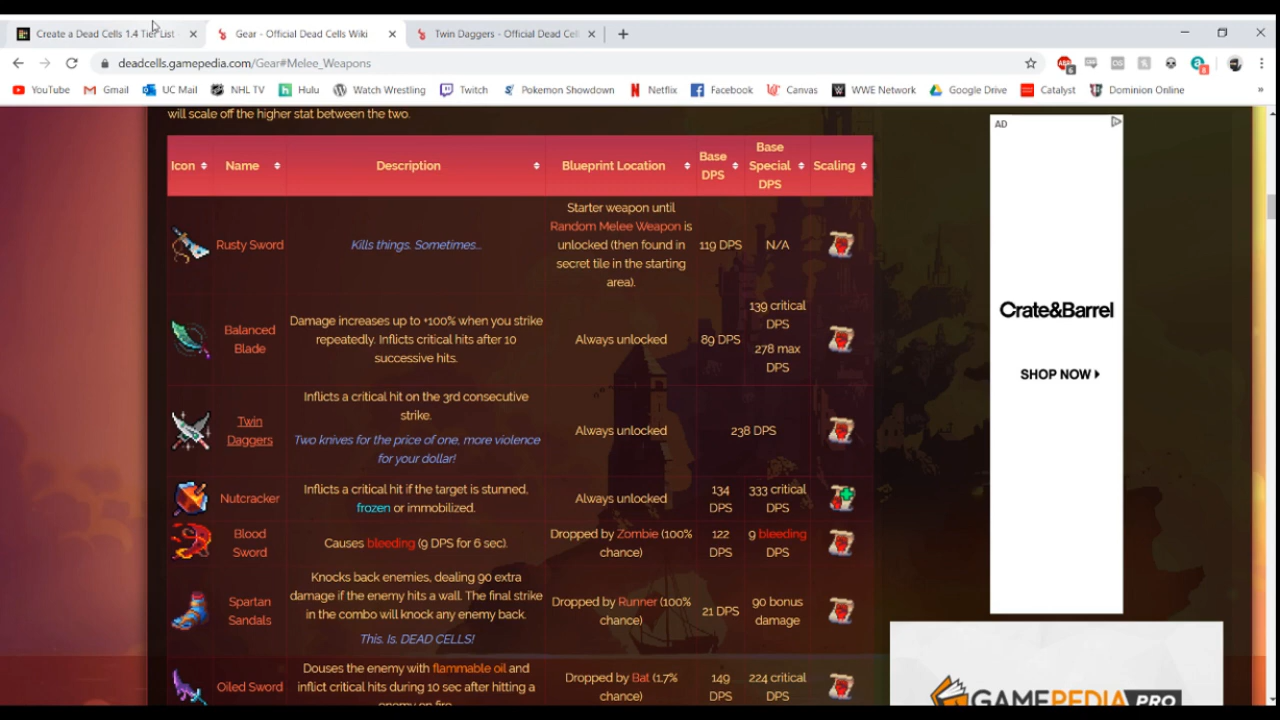 Create a Dead Cells 1.4 Tier List
Gear - Official Dead Cells Wiki
Twin Daggers - Official Dead Cel
deadcells.gamepedia.com/Gear#Melee_Weapons
YouTube
Gmail
UC Mail
NHL TV
Hulu
Watch Wrestling
Twitch
Pokemon Showdown
Netflix
Facebook
Canvas
WWE Network
Google Drive
Catalyst
Dominion Online
»
will scale off the higher stat between the two.
Icon
Name
Description
Blueprint Location
Base
DPS
Base
Special
DPS
Scaling
Rusty Sword
Kills things. Sometimes...
Starter weapon until
Random Melee Weapon is
unlocked (then found in
secret tile in the starting
area).
119 DPS
N/A
Balanced
Blade
Damage increases up to +100% when you strike
repeatedly. Inflicts critical hits after 10
successive hits.
Always unlocked
89 DPS
139 critical
DPS
278 max
DPS
Twin
Daggers
Inflicts a critical hit on the 3rd consecutive
strike.
Two knives for the price of one, more violence
for your dollar!
Always unlocked
238 DPS
Nutcracker
Inflicts a critical hit if the target is stunned,
frozen or immobilized.
Always unlocked
134
DPS
333 critical
DPS
Blood
Sword
Causes bleeding (9 DPS for 6 sec).
Dropped by Zombie (100%
chance)
122
DPS
9 bleeding
DPS
Spartan
Sandals
Knocks back enemies, dealing 90 extra
damage if the enemy hits a wall. The final strike
in the combo will knock any enemy back.
This. Is. DEAD CELLS!
Dropped by Runner (100%
chance)
21 DPS
90 bonus
damage
Oiled Sword
Douses the enemy with flammable oil and
inflict critical hits during 10 sec after hitting a
enemy on fire.
Dropped by Bat (1.7%
chance)
149
DPS
224 critical
DPS
AD
Crate&Barrel
SHOP NOW
GAMEPEDIA PRO